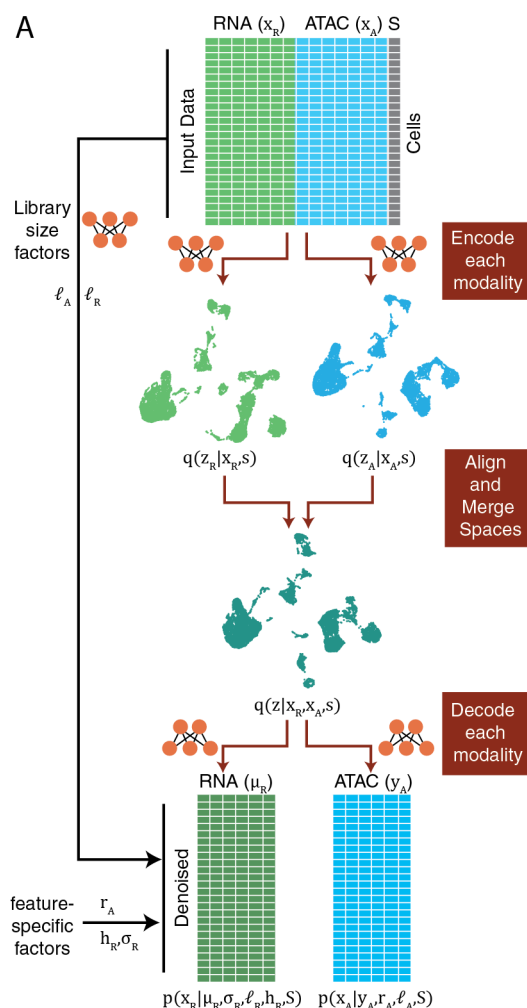 A
RNA (x_R) ATAC (x_A) S
Input Data
Cells
Library
size
factors
ℓ_A ℓ_R
Encode
each
modality
q(z_R|x_R,s) q(z_A|x_A,s)
Align
and
Merge
Spaces
q(z|x_R,x_A,s)
Decode
each
modality
RNA (μ_R) ATAC (y_A)
Denoised
feature-
specific
factors
r_A
h_R,σ_R
p(x_R|μ_R,σ_R,ℓ_R,h_R,S) p(x_A|y_A,r_A,ℓ_A,S)